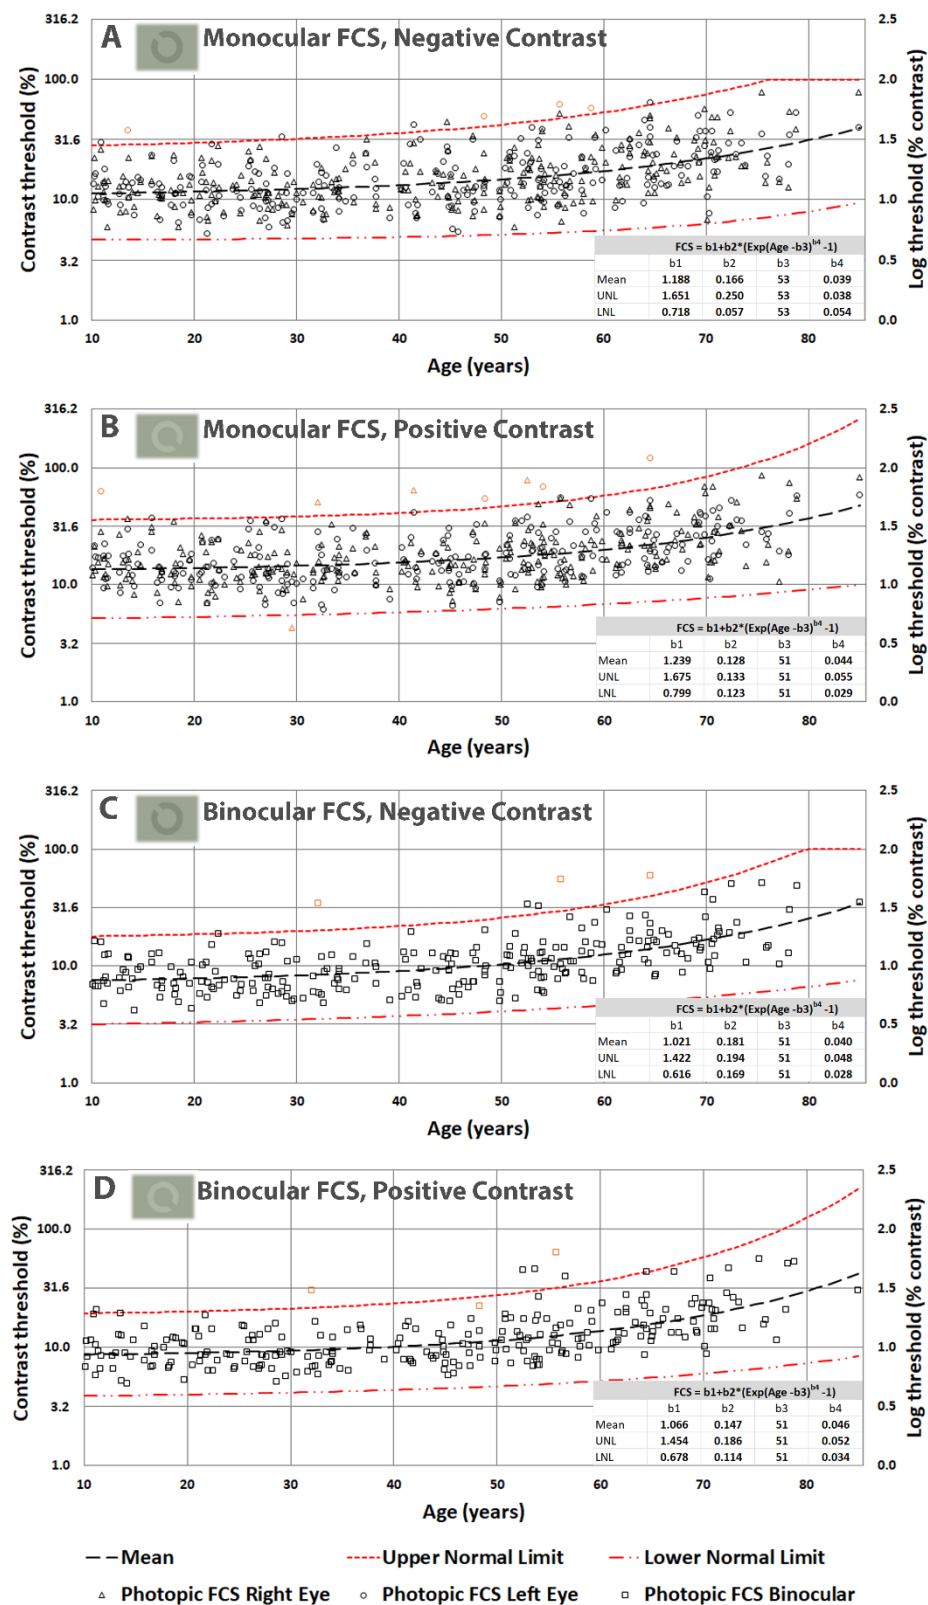 A Monocular FCS, Negative Contrast
Contrast threshold (%)
316.2
100.0
31.6
10.0
3.2
1.0
2.5
2.0
1.5
1.0
0.5
0.0
Log threshold (% contrast)
FCS = b1+b2*(Exp(Age -b3)^b4 -1)
b1 b2 b3 b4
Mean 1.188 0.166 53 0.039
UNL 1.651 0.250 53 0.038
LNL 0.718 0.057 53 0.054
10 20 30 40 50 60 70 80
Age (years)
B Monocular FCS, Positive Contrast
Contrast threshold (%)
316.2
100.0
31.6
10.0
3.2
1.0
2.5
2.0
1.5
1.0
0.5
0.0
Log threshold (% contrast)
FCS = b1+b2*(Exp(Age -b3)^b4 -1)
b1 b2 b3 b4
Mean 1.239 0.128 51 0.044
UNL 1.675 0.133 51 0.055
LNL 0.799 0.123 51 0.029
10 20 30 40 50 60 70 80
Age (years)
C Binocular FCS, Negative Contrast
Contrast threshold (%)
316.2
100.0
31.6
10.0
3.2
1.0
2.5
2.0
1.5
1.0
0.5
0.0
Log threshold (% contrast)
FCS = b1+b2*(Exp(Age -b3)^b4 -1)
b1 b2 b3 b4
Mean 1.021 0.181 51 0.040
UNL 1.422 0.194 51 0.048
LNL 0.616 0.169 51 0.028
10 20 30 40 50 60 70 80
Age (years)
D Binocular FCS, Positive Contrast
Contrast threshold (%)
316.2
100.0
31.6
10.0
3.2
1.0
2.5
2.0
1.5
1.0
0.5
0.0
Log threshold (% contrast)
FCS = b1+b2*(Exp(Age -b3)^b4 -1)
b1 b2 b3 b4
Mean 1.066 0.147 51 0.046
UNL 1.454 0.186 51 0.052
LNL 0.678 0.114 51 0.034
10 20 30 40 50 60 70 80
Age (years)
Mean Upper Normal Limit Lower Normal Limit
Photopic FCS Right Eye Photopic FCS Left Eye Photopic FCS Binocular